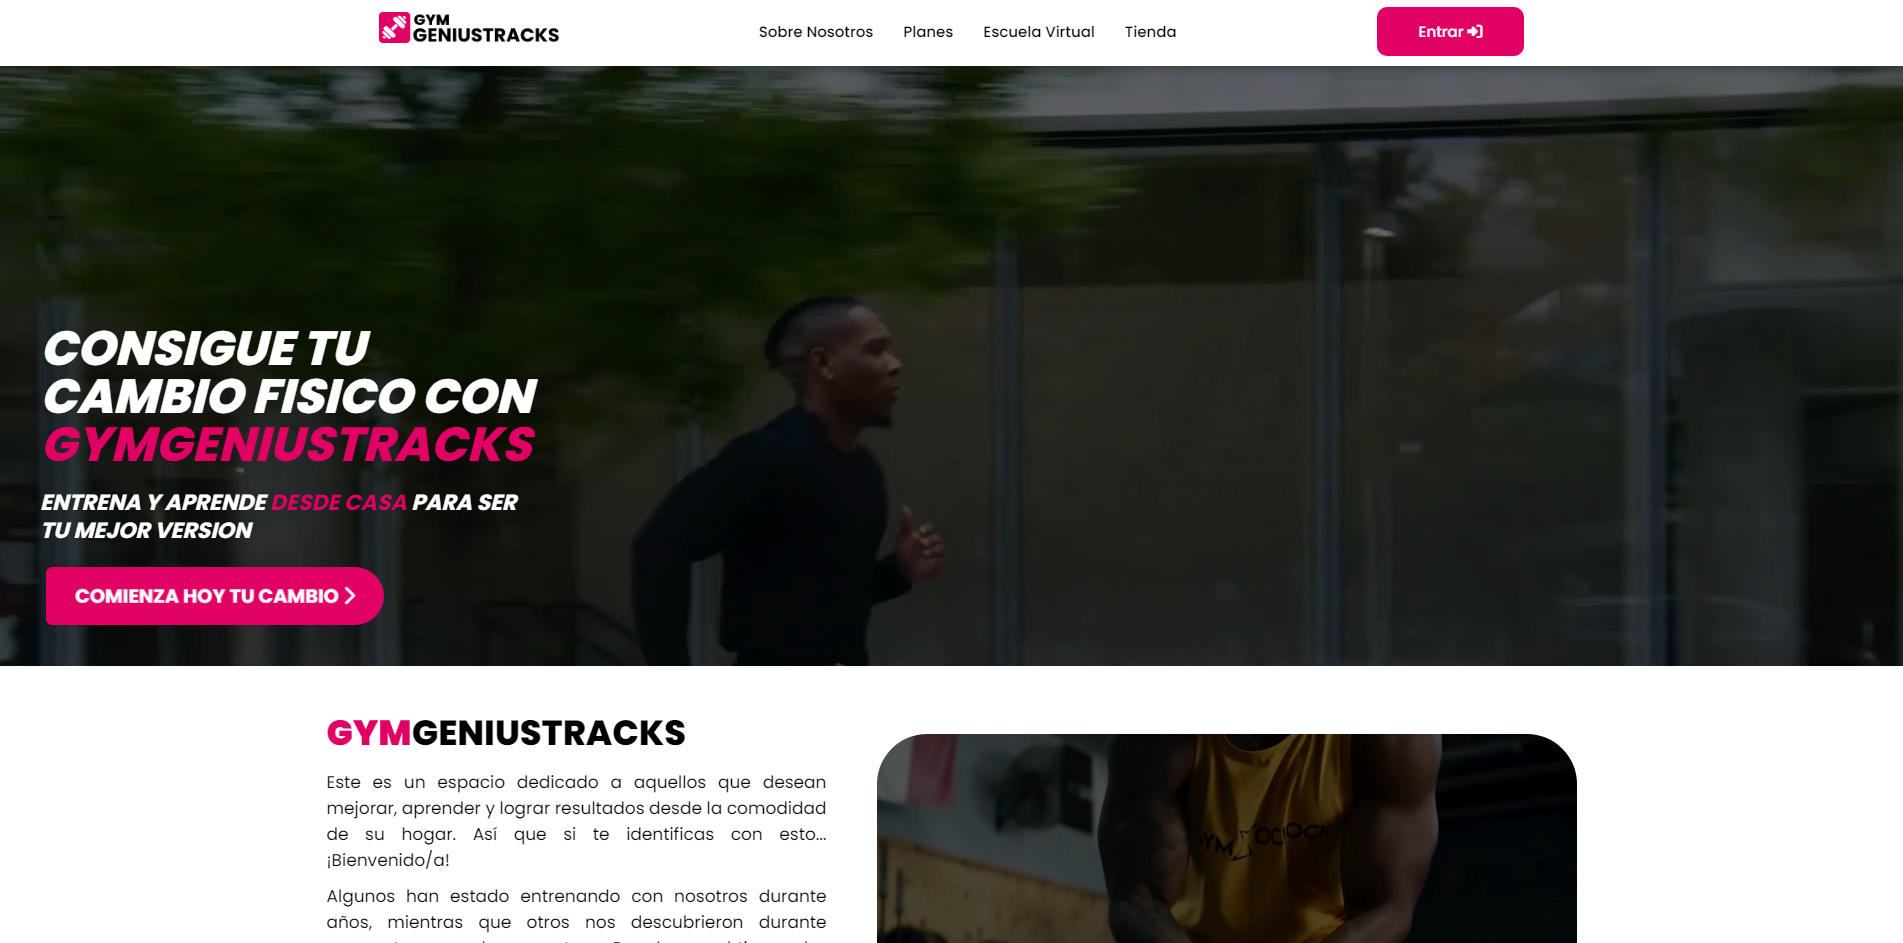 GYM
GENIUSTRACKS
Sobre Nosotros Planes Escuela Virtual Tienda
Entrar
CONSIGUE TU
CAMBIO FISICO CON
GYMGENIUSTRACKS
ENTRENA Y APRENDE DESDE CASA PARA SER
TU MEJOR VERSION
COMIENZA HOY TU CAMBIO
GYMGENIUSTRACKS
Este es un espacio dedicado a aquellos que desean
mejorar, aprender y lograr resultados desde la comodidad
de su hogar. Así que si te identificas con esto...
¡Bienvenido/a!
Algunos han estado entrenando con nosotros durante
años, mientras que otros nos descubrieron durante
GYM OCLOCK